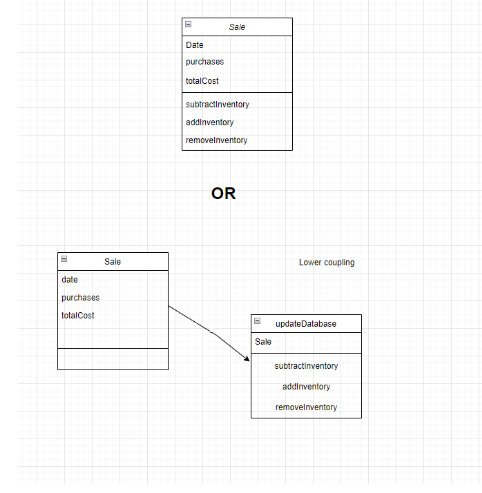 Sale
Date
purchases
totalCost
subtractInventory
addInventory
removeInventory
OR
Sale
date
purchases
totalCost
Lower coupling
updateDatabase
Sale
subtractInventory
addInventory
removeInventory